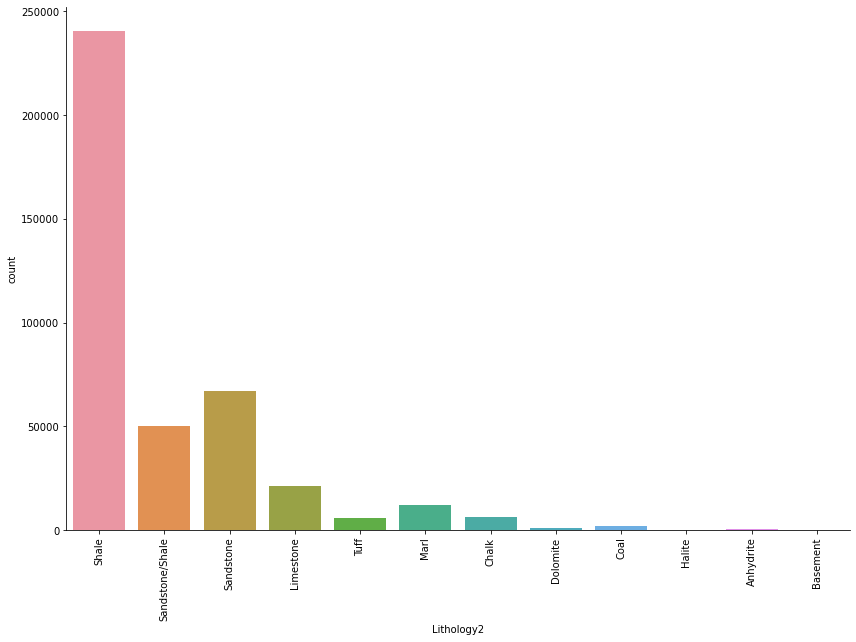 250000
200000
150000
100000
50000
0
count
Shale
Sandstone/Shale
Sandstone
Limestone
Tuff
Marl
Chalk
Dolomite
Coal
Halite
Anhydrite
Basement
Lithology2